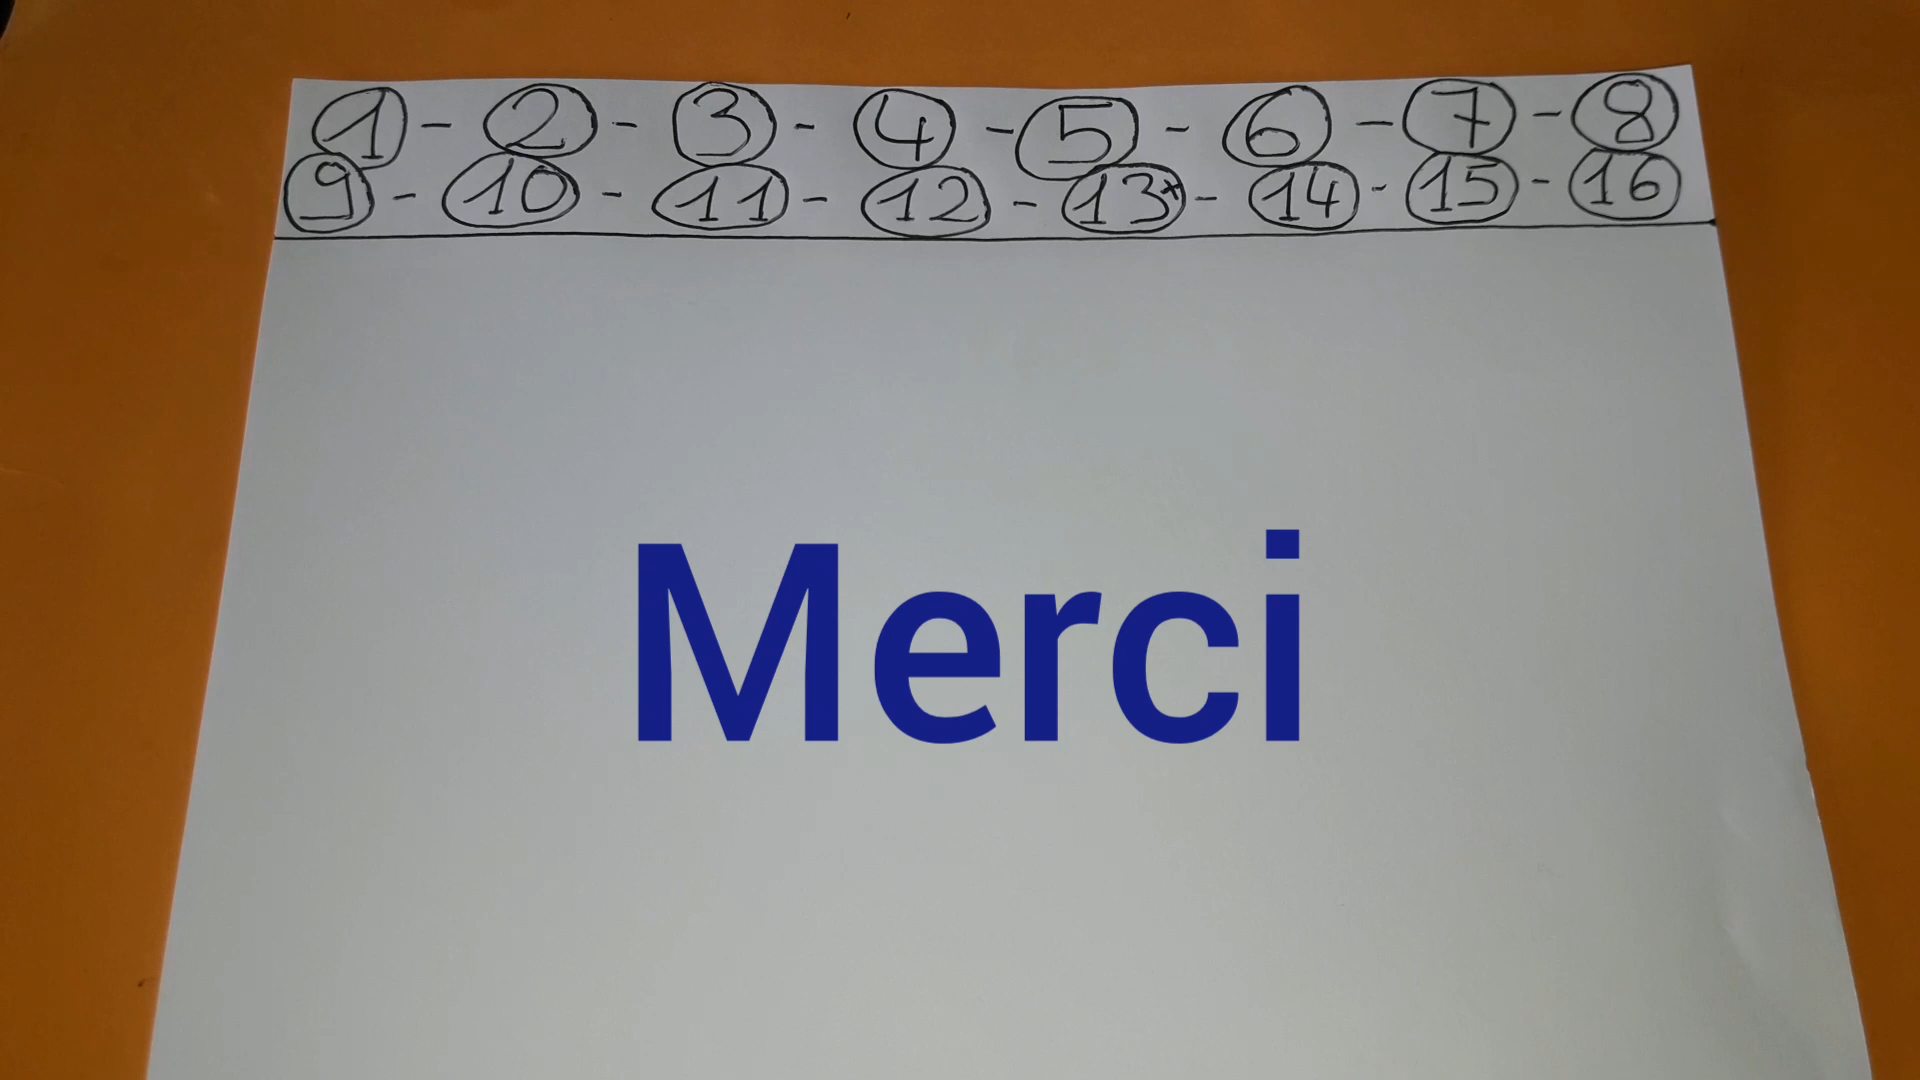 1 - 2 - 3 - 4 - 5 - 6 - 7 - 8
9 - 10 - 11 - 12 - 13* - 14 - 15 - 16
Merci